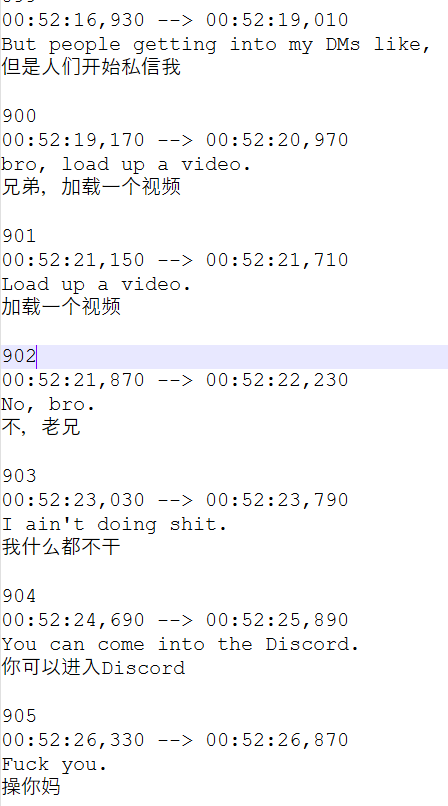 899
00:52:16,930 --> 00:52:19,010
But people getting into my DMs like,
但是人们开始私信我
900
00:52:19,170 --> 00:52:20,970
bro, load up a video.
兄弟, 加载一个视频
901
00:52:21,150 --> 00:52:21,710
Load up a video.
加载一个视频
902
00:52:21,870 --> 00:52:22,230
No, bro.
不, 老兄
903
00:52:23,030 --> 00:52:23,790
I ain't doing shit.
我什么都不干
904
00:52:24,690 --> 00:52:25,890
You can come into the Discord.
你可以进入Discord
905
00:52:26,330 --> 00:52:26,870
Fuck you.
操你妈